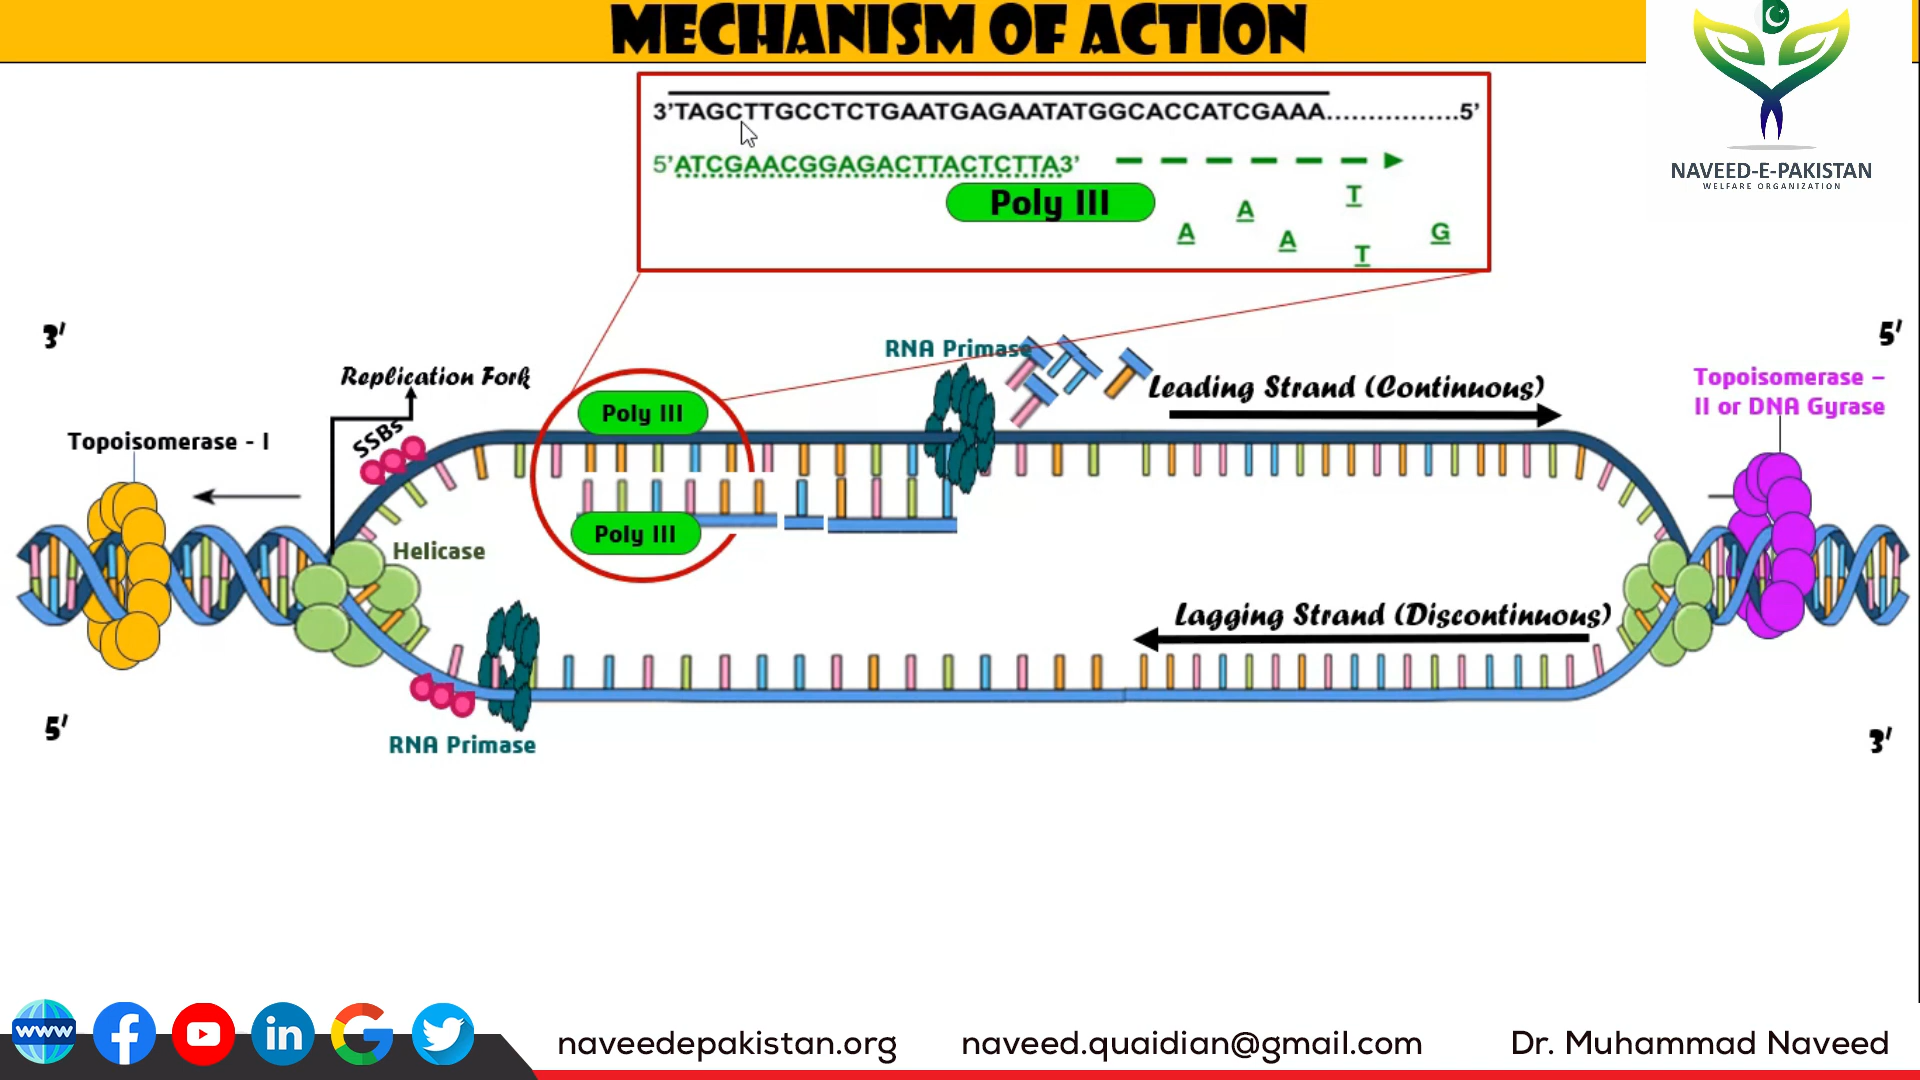 MECHANISM OF ACTION
NAVEED-E-PAKISTAN
WELFARE ORGANIZATION
3’TAGCTTGCCTCTGAATGAGAATATGGCACCATCGAAA................5’
5’ATCGAACGGAGACTTACTCTTA3’
Poly III
A A A T T G
3'
5'
RNA Primase
Replication Fork
Leading Strand (Continuous)
Topoisomerase –
II or DNA Gyrase
Poly III
SSBs
Topoisomerase - I
Poly III
Helicase
Lagging Strand (Discontinuous)
5'
3'
RNA Primase
www
f
in
G
naveedepakistan.org
naveed.quaidian@gmail.com
Dr. Muhammad Naveed